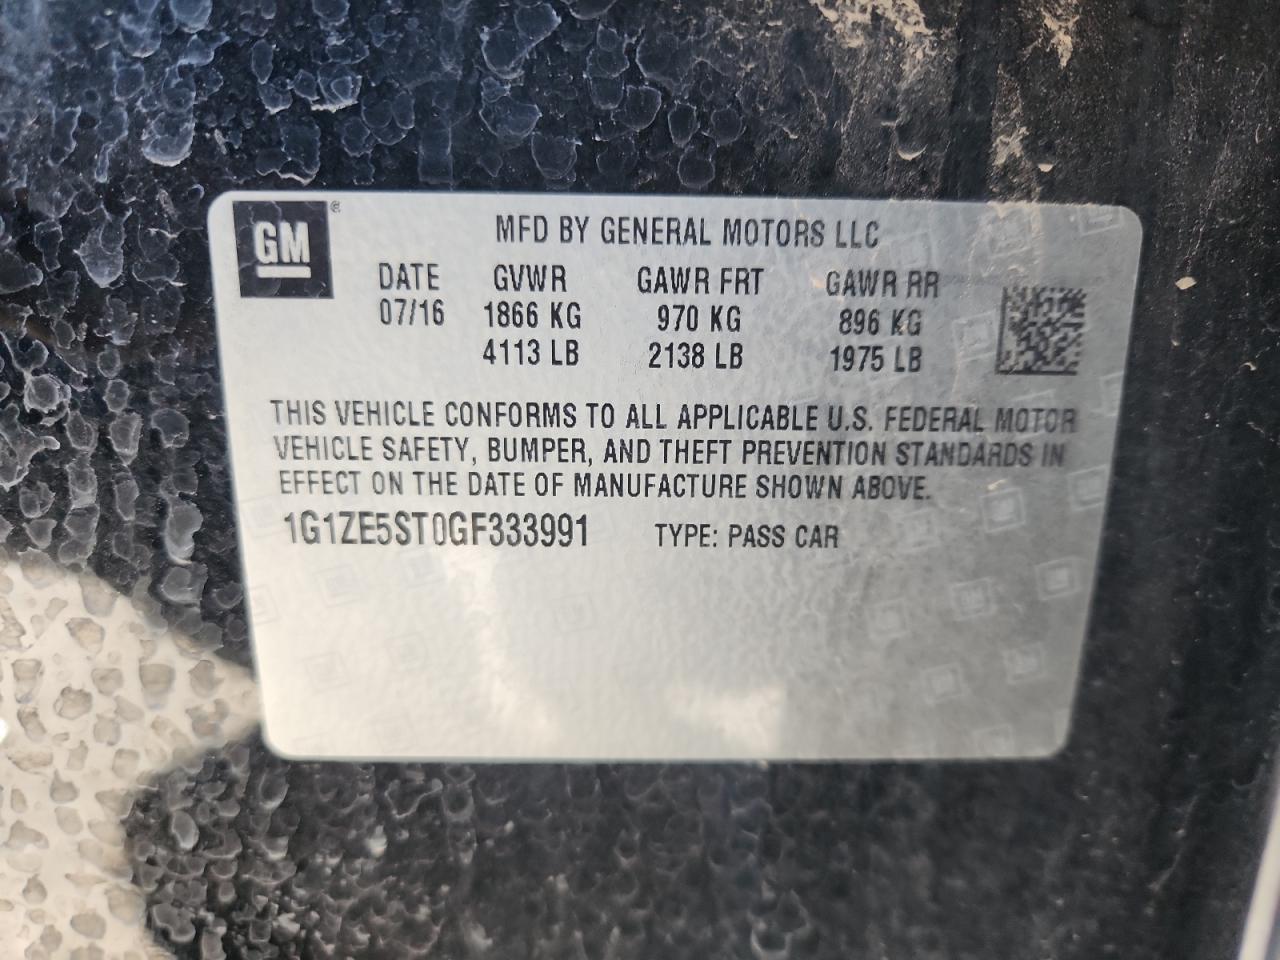 GM®
MFD BY GENERAL MOTORS LLC
DATE GVWR GAWR FRT GAWR RR
07/16 1866 KG 970 KG 896 KG
4113 LB 2138 LB 1975 LB
THIS VEHICLE CONFORMS TO ALL APPLICABLE U.S. FEDERAL MOTOR
VEHICLE SAFETY, BUMPER, AND THEFT PREVENTION STANDARDS IN
EFFECT ON THE DATE OF MANUFACTURE SHOWN ABOVE.
1G1ZE5ST0GF333991 TYPE: PASS CAR